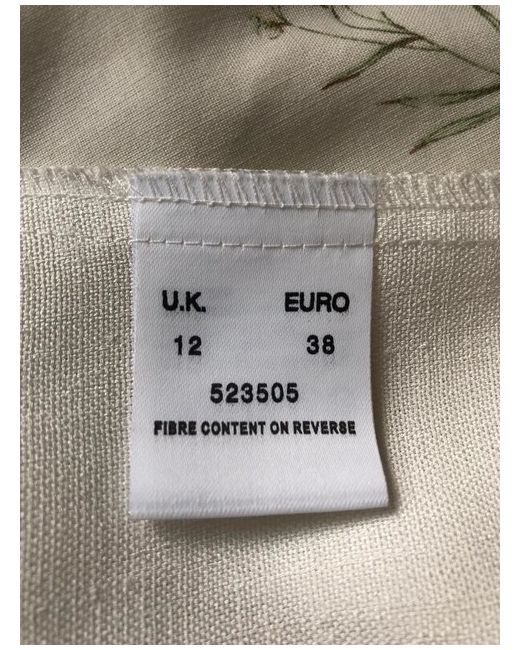 U.K. EURO
12 38
523505
FIBRE CONTENT ON REVERSE